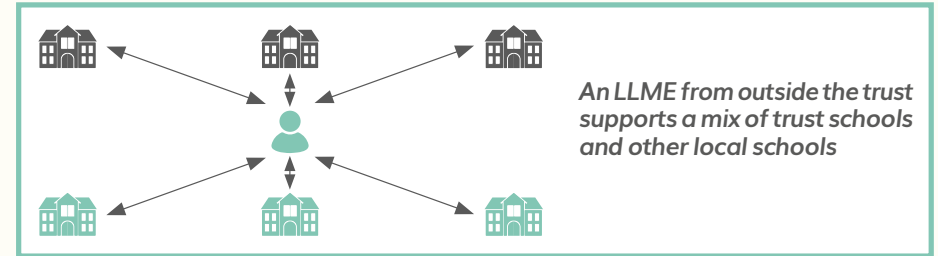 An LLME from outside the trust
supports a mix of trust schools
and other local schools